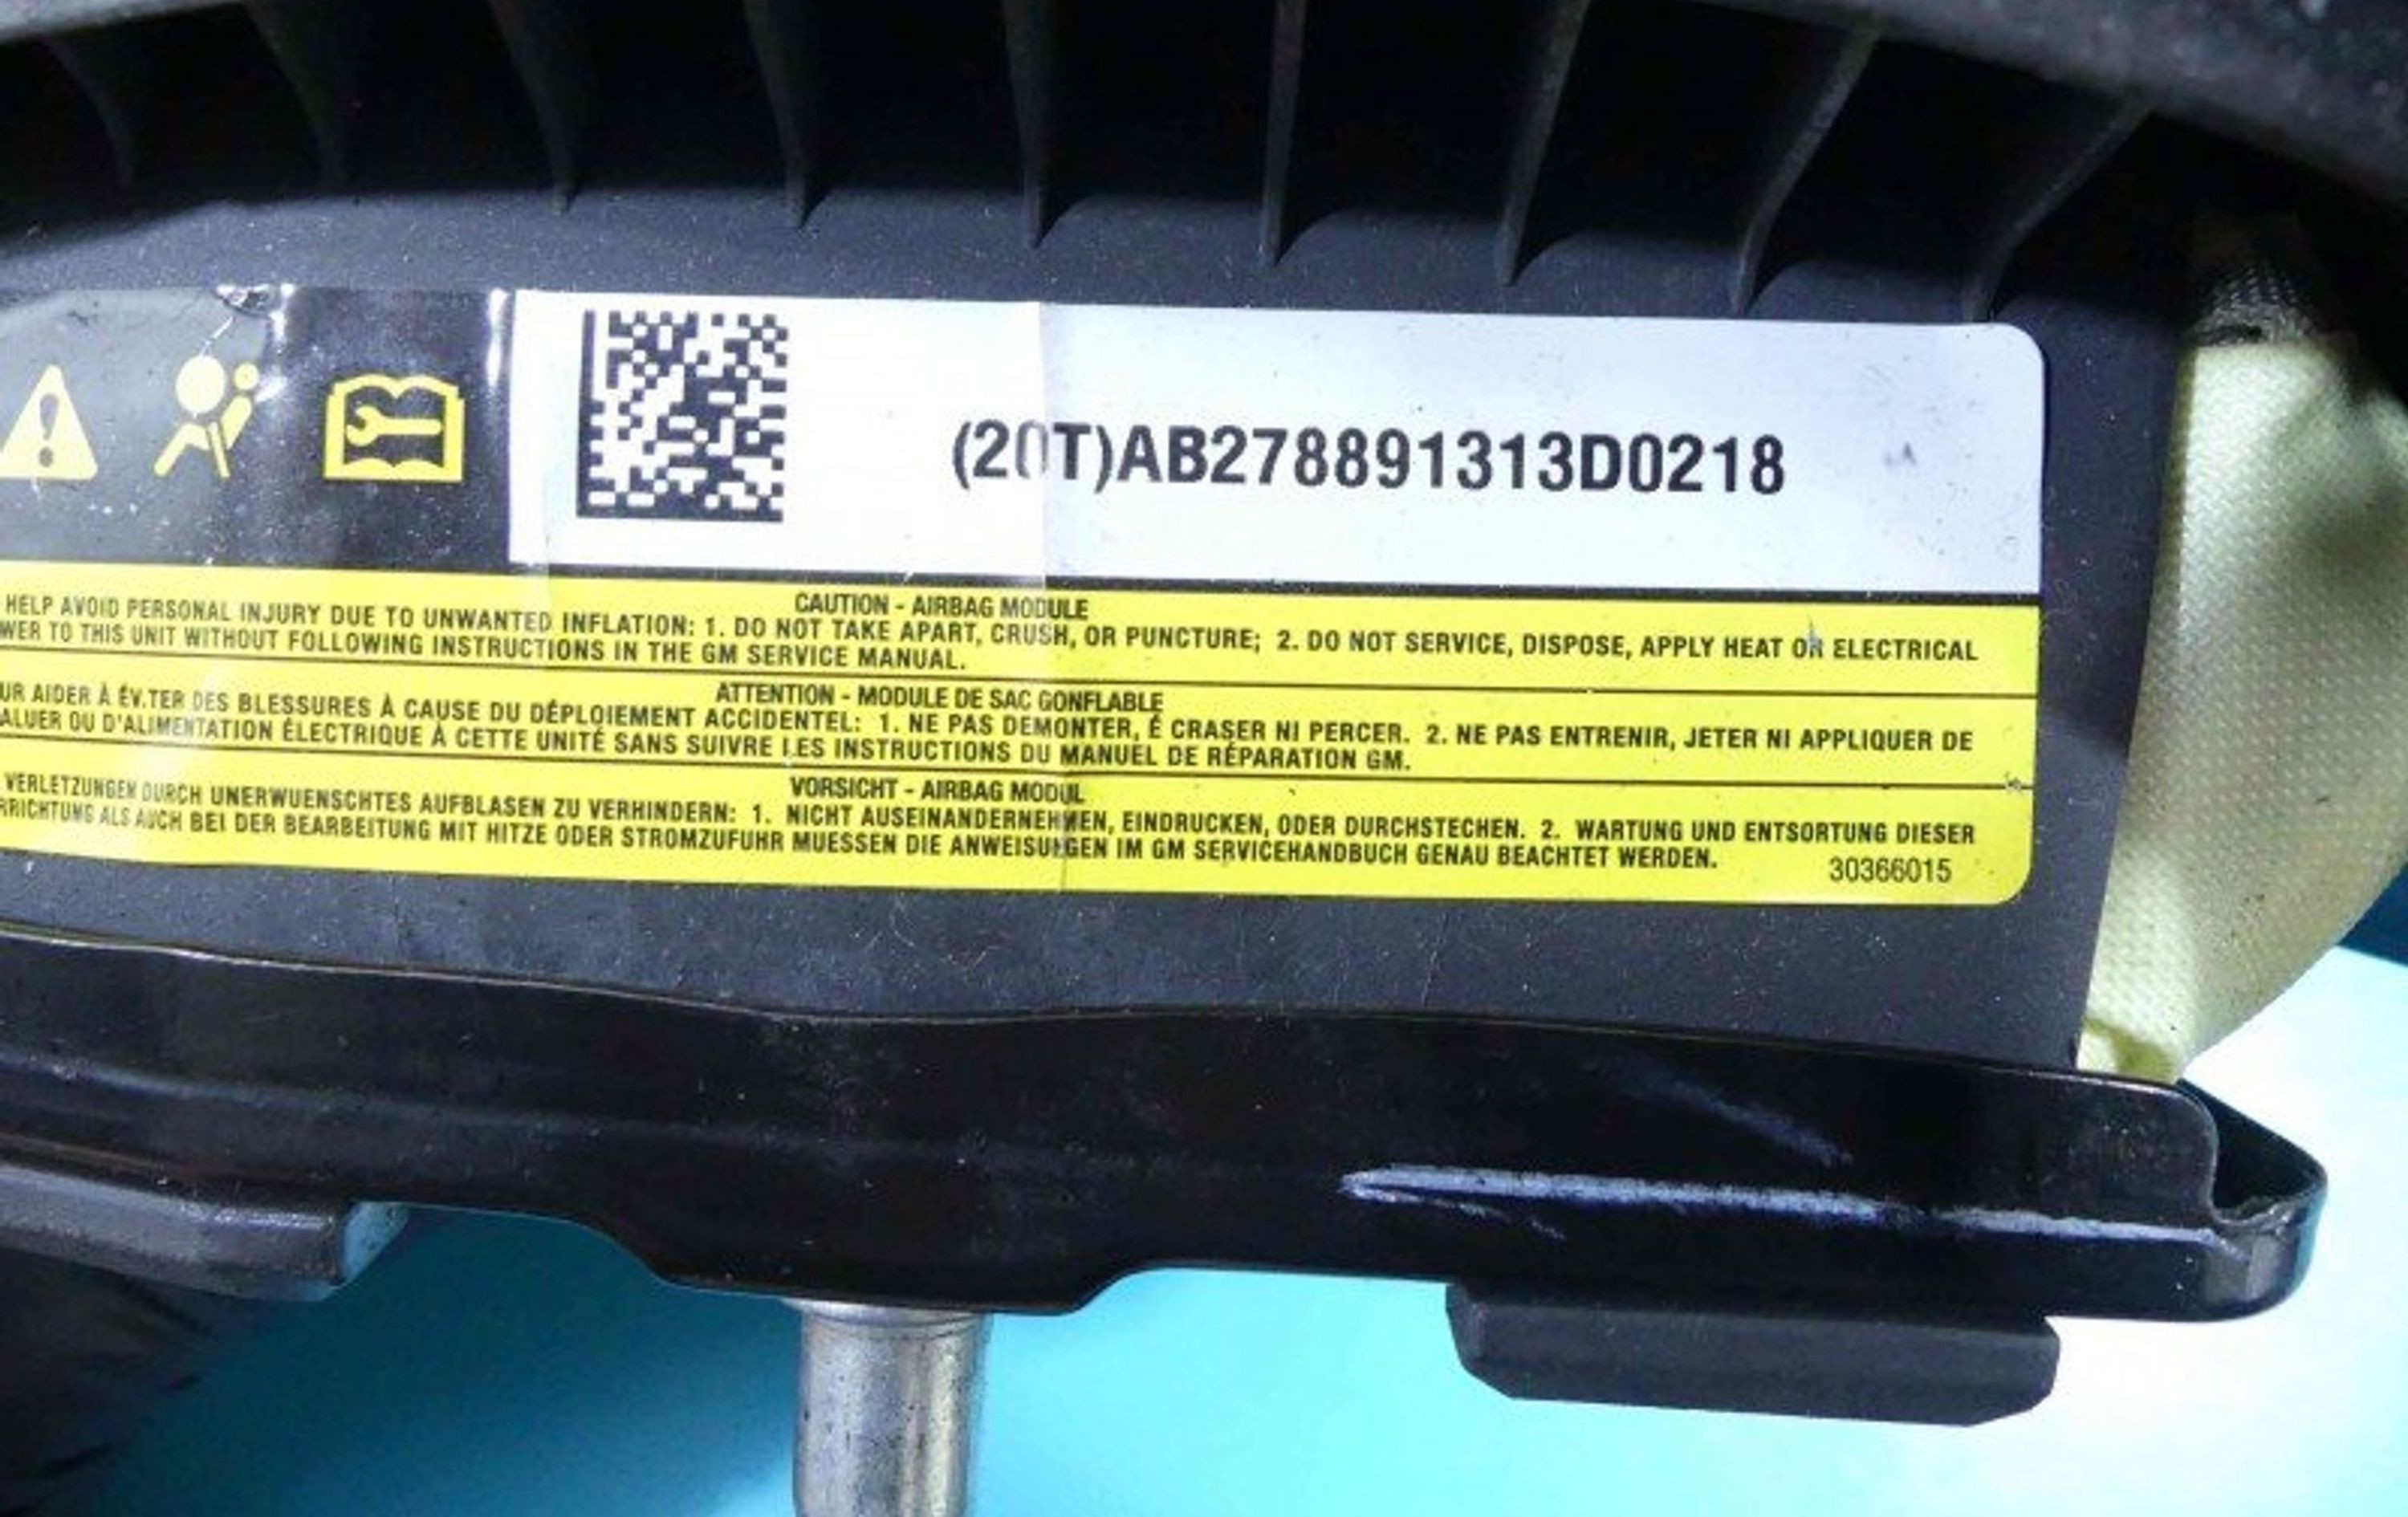 (20T)AB278891313D0218
CAUTION - AIRBAG MODULE
HELP AVOID PERSONAL INJURY DUE TO UNWANTED INFLATION: 1. DO NOT TAKE APART, CRUSH, OR PUNCTURE; 2. DO NOT SERVICE, DISPOSE, APPLY HEAT OR ELECTRICAL
WER TO THIS UNIT WITHOUT FOLLOWING INSTRUCTIONS IN THE GM SERVICE MANUAL.
ATTENTION - MODULE DE SAC GONFLABLE
UR AIDER À ÉV.TER DES BLESSURES À CAUSE DU DÉPLOIEMENT ACCIDENTEL: 1. NE PAS DEMONTER, É CRASER NI PERCER. 2. NE PAS ENTRENIR, JETER NI APPLIQUER DE
ALUER OU D'ALIMENTATION ÉLECTRIQUE À CETTE UNITÉ SANS SUIVRE LES INSTRUCTIONS DU MANUEL DE RÉPARATION GM.
VORSICHT - AIRBAG MODUL
VERLETZUNGEN DURCH UNERWUENSCHTES AUFBLASEN ZU VERHINDERN: 1. NICHT AUSEINANDERNEHMEN, EINDRUCKEN, ODER DURCHSTECHEN. 2. WARTUNG UND ENTSORTUNG DIESER
RRICHTUNG ALS AUCH BEI DER BEARBEITUNG MIT HITZE ODER STROMZUFUHR MUESSEN DIE ANWEISUNGEN IM GM SERVICEHANDBUCH GENAU BEACHTET WERDEN.
30366015